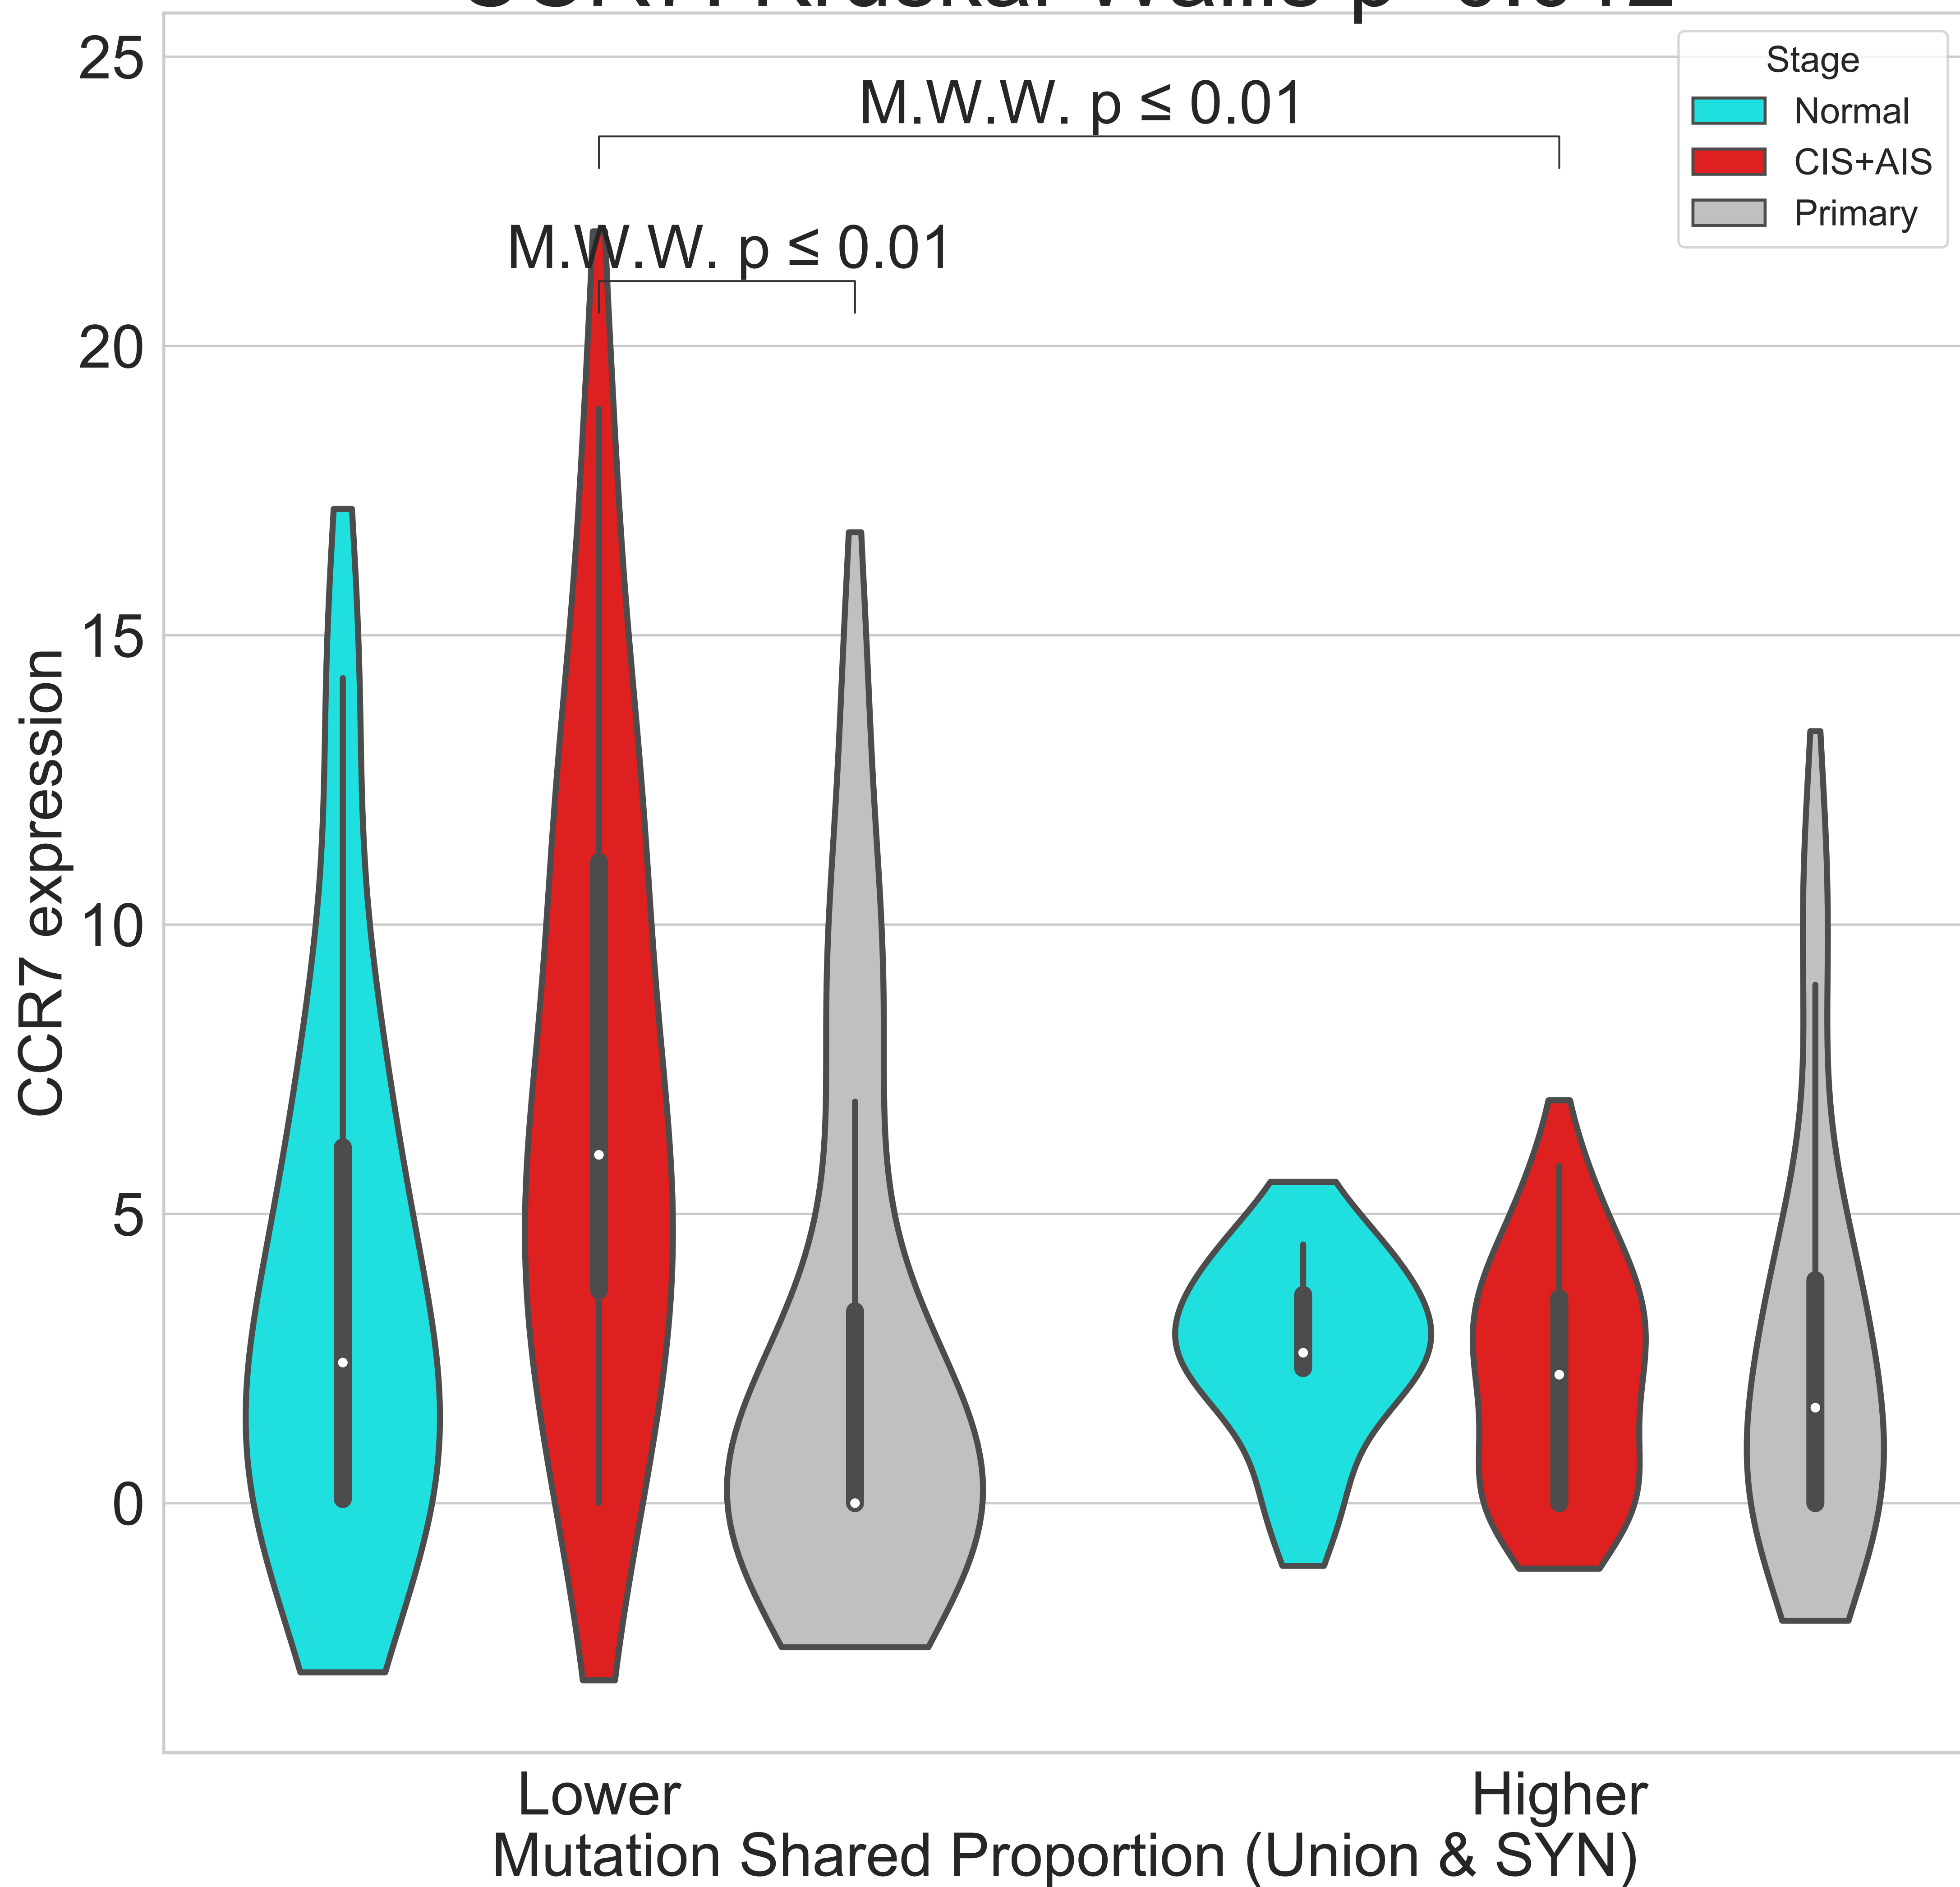 25
M.W.W. p ≤ 0.01
Stage
Normal
CIS+AIS
Primary
M.W.W. p ≤ 0.01
20
15
10
5
0
CCR7 expression
Lower
Higher
Mutation Shared Proportion (Union & SYN)